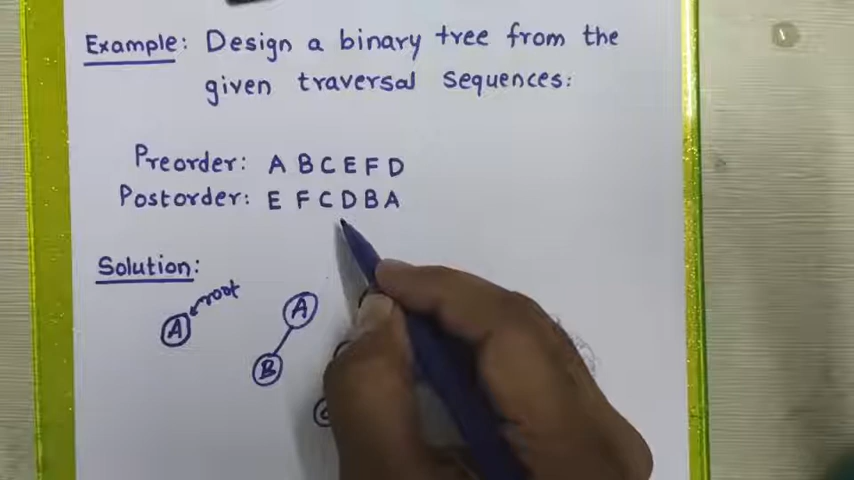 Example: Design a binary tree from the
given traversal sequences:
Preorder: A B C E F D
Postorder: E F C D B A
Solution:
root
A
A
B